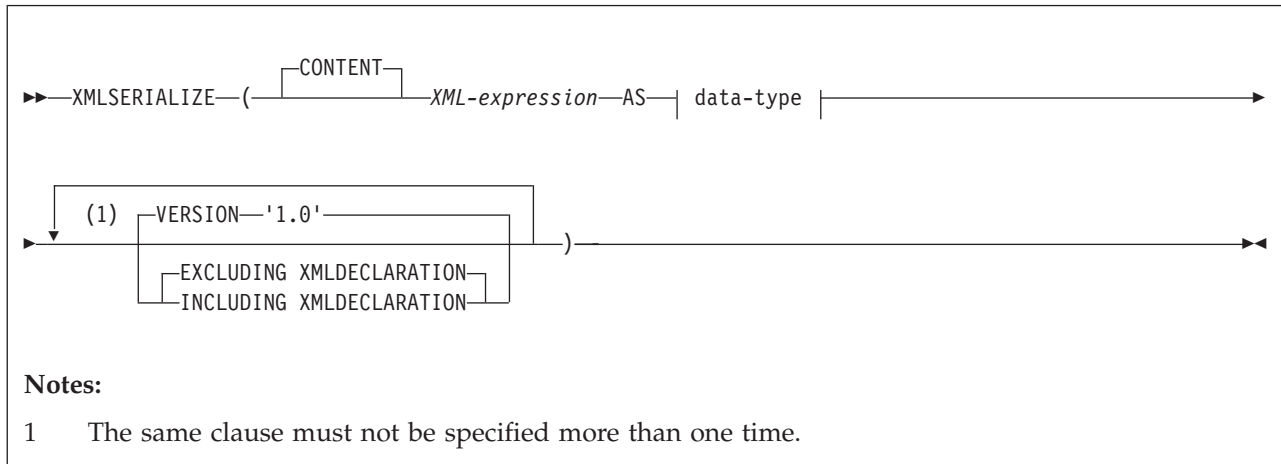 CONTENT
XMLSERIALIZE ( XML-expression AS data-type
(1) VERSION '1.0'
)
EXCLUDING XMLDECLARATION
INCLUDING XMLDECLARATION
Notes:
1 The same clause must not be specified more than one time.